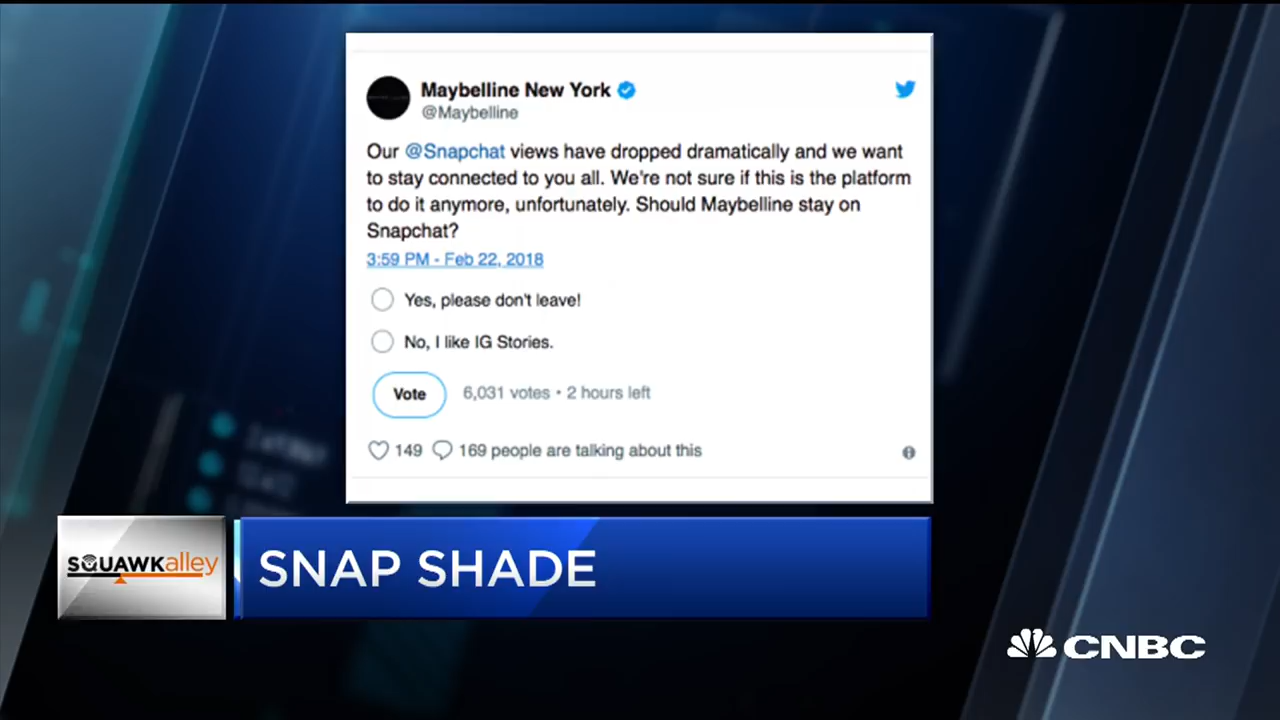 Maybelline New York
@Maybelline
Our @Snapchat views have dropped dramatically and we want
to stay connected to you all. We're not sure if this is the platform
to do it anymore, unfortunately. Should Maybelline stay on
Snapchat?
3:59 PM - Feb 22, 2018
Yes, please don't leave!
No, I like IG Stories.
Vote 6,031 votes • 2 hours left
149 169 people are talking about this
SQUAWKalley
SNAP SHADE
CNBC